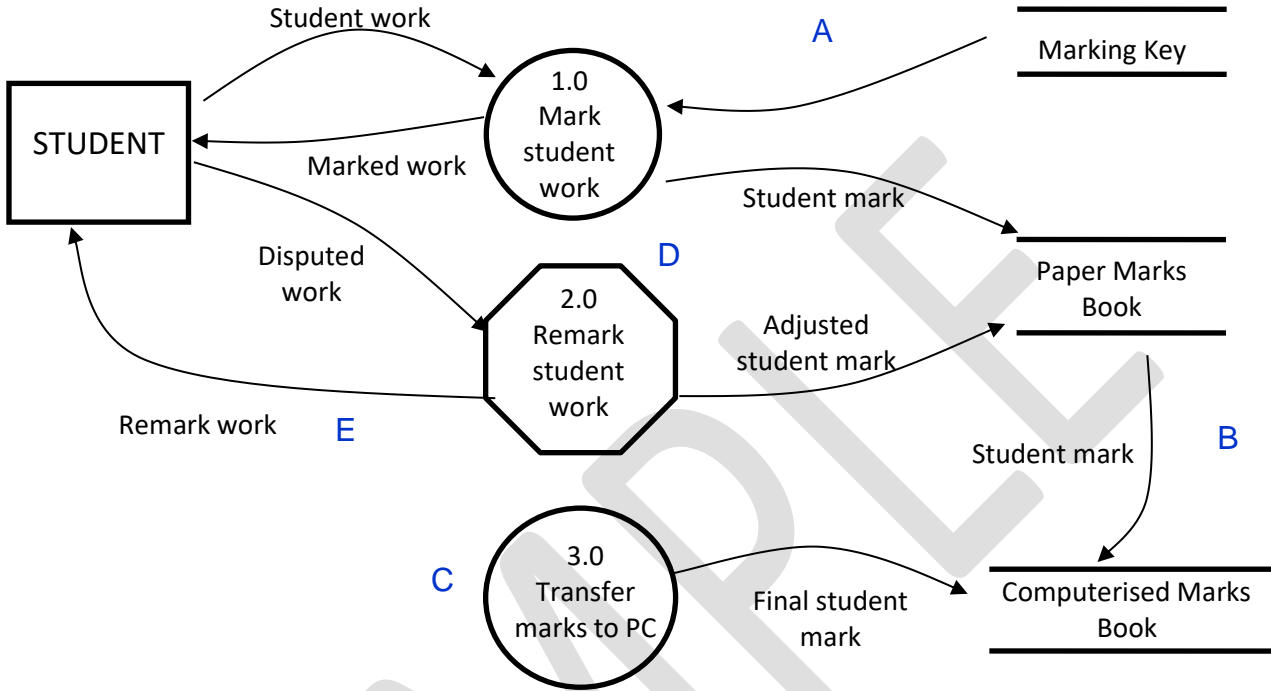 Student work
A
Marking Key
1.0
Mark
student
work
STUDENT
Marked work
Student mark
Disputed
work
D
2.0
Remark
student
work
Paper Marks
Book
Adjusted
student mark
Remark work
E
Student mark
B
C
3.0
Transfer
marks to PC
Final student
mark
Computerised Marks
Book